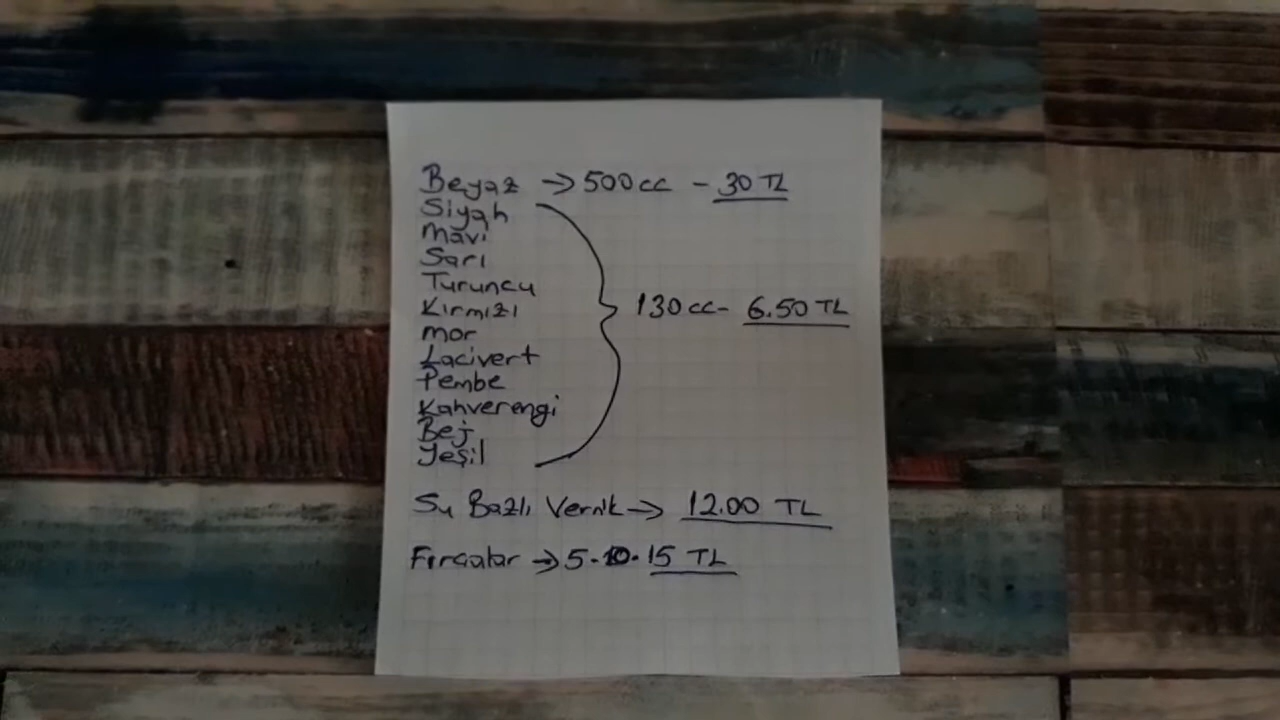 Beyaz → 500 cc - 30 TL
Siyah
Mavi
Sarı
Turuncu
Kırmızı
130 cc- 6.50 TL
Mor
Lacivert
Pembe
Kahverengi
Bej
Yeşil
Su Bazlı Vernik → 12.00 TL
Fırçalar → 5.10.15 TL